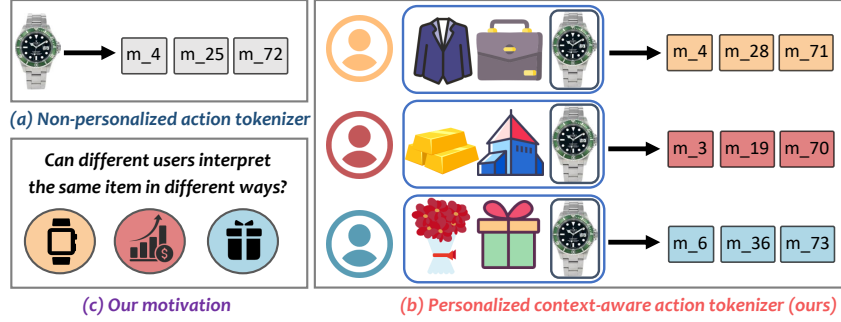 m_4 m_25 m_72
(a) Non-personalized action tokenizer
Can different users interpret
the same item in different ways?
$
(c) Our motivation
m_4 m_28 m_71
m_3 m_19 m_70
m_6 m_36 m_73
(b) Personalized context-aware action tokenizer (ours)